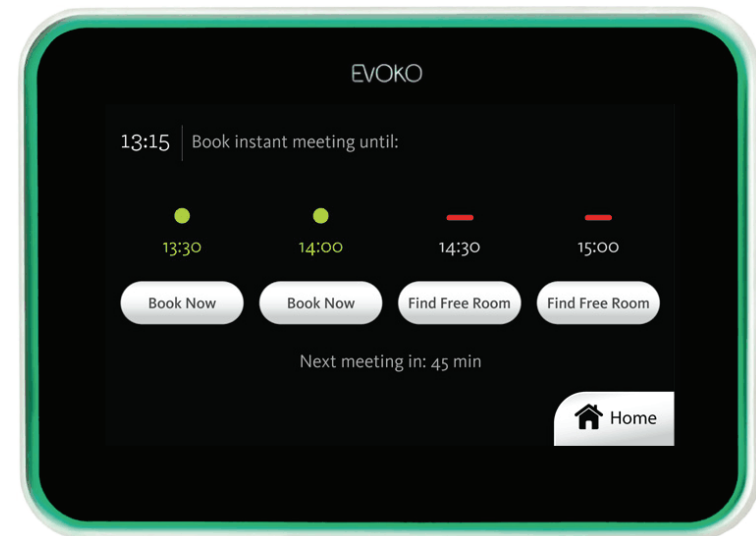 EVOKO
13:15 Book instant meeting until:
13:30 14:00 14:30 15:00
Book Now Book Now Find Free Room Find Free Room
Next meeting in: 45 min
Home